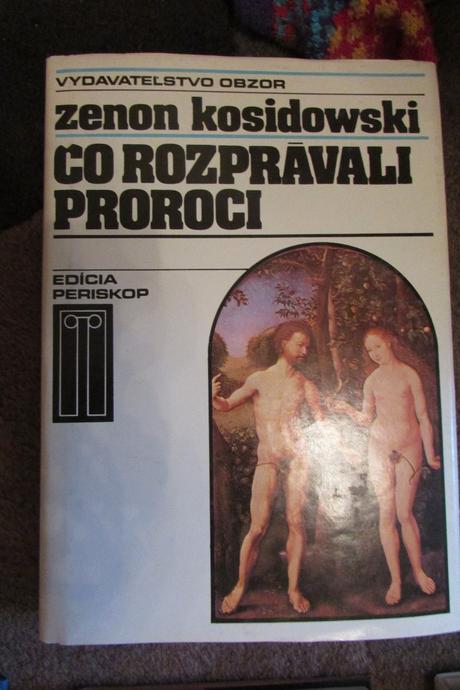 VYDAVATEĽSTVO OBZOR
zenon kosidowski
ČO ROZPRÁVALI
PROROCI
EDÍCIA
PERISKOP